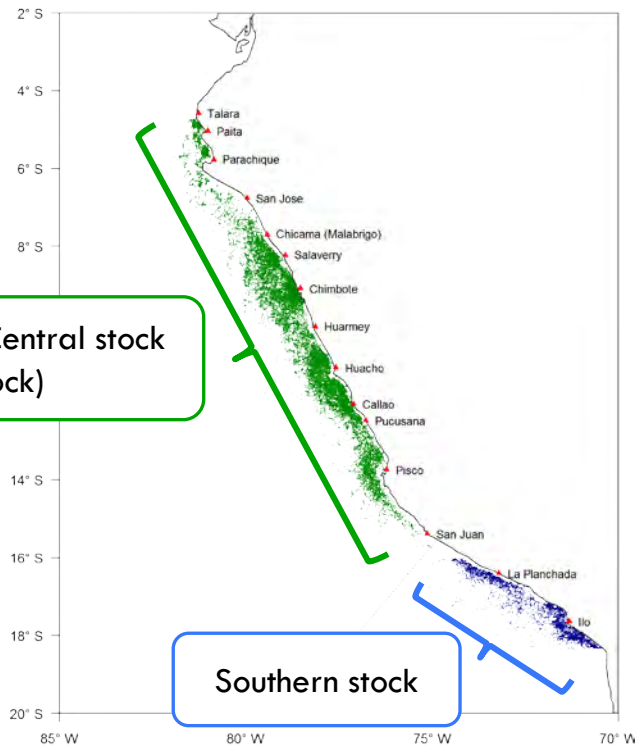 2° S
4° S
Talara
Paita
Parachique
6° S
San Jose
Chicama (Malabrigo)
8° S
Salaverry
Chimbote
Huarmey
Central stock
Huacho
ock)
Callao
Pucusana
Pisco
14° S
San Juan
16° S
La Planchada
Ilo
18° S
Southern stock
20° S
85° W
80° W
75° W
70° W